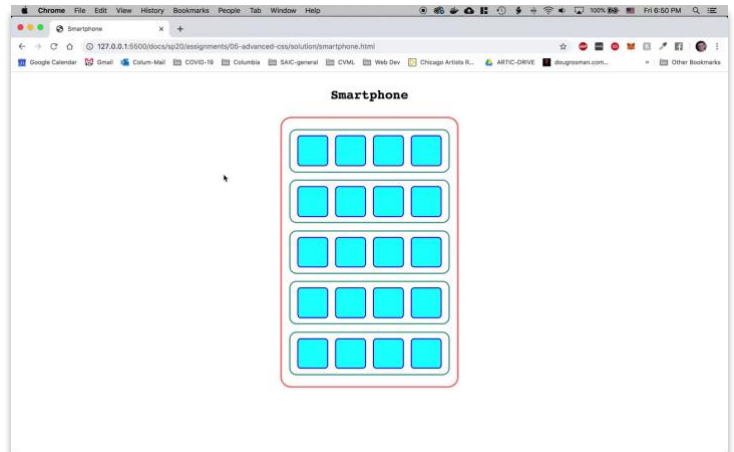 Chrome File Edit View History Bookmarks People Tab Window Help 100% Fri 6:50 PM
Smartphone
127.0.0.1:5500/docs/sp20/assignments/05-advanced-css/solution/smartphone.html
Google Calendar Gmail Colum-Mail COVID-19 Columbia SAIC-general CVML Web Dev Chicago Artists R... ARTIC-DRIVE dougrosman.com... » Other Bookmarks
Smartphone